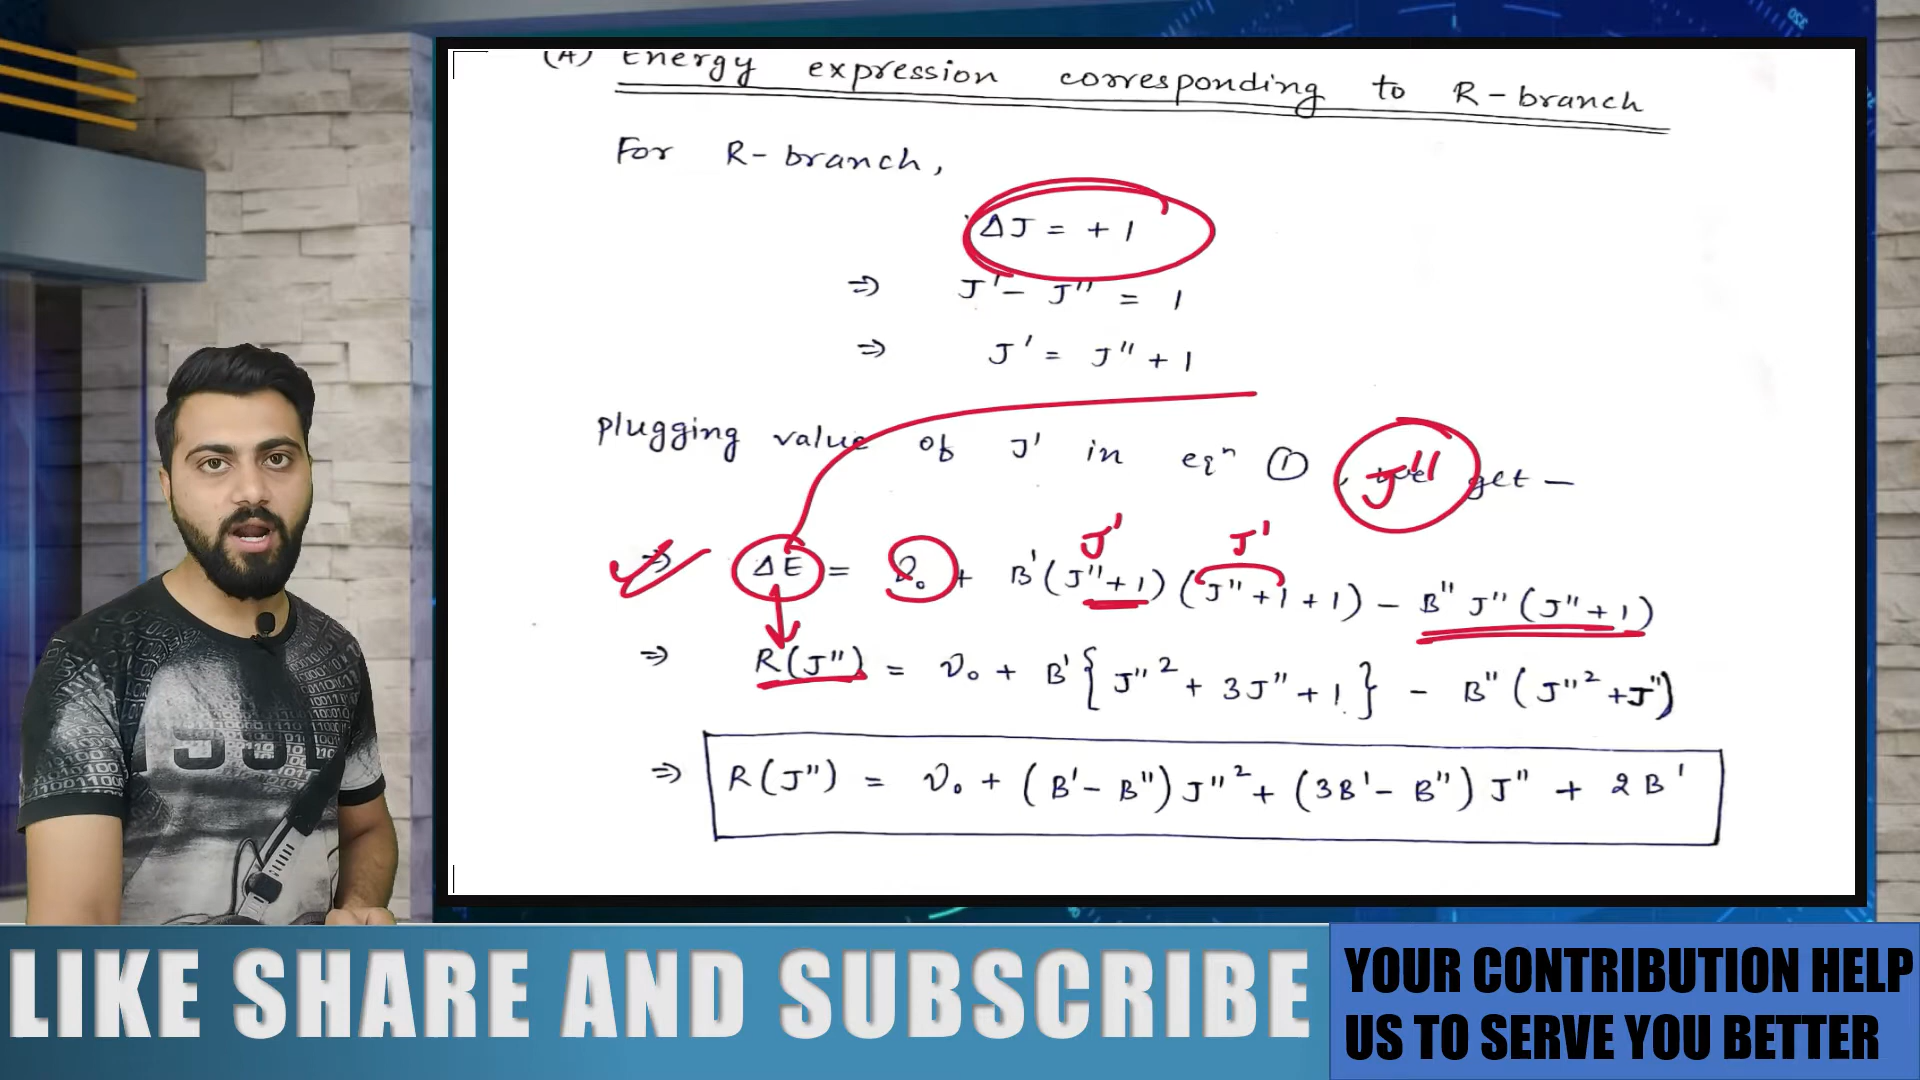 (A) Energy expression corresponding to R-branch
For R-branch,
ΔJ = +1
⇒ J' - J'' = 1
⇒ J' = J'' + 1
plugging value of J' in eqⁿ ①, get —
J''
J' J'
⇒ ΔE = ν₀ + B'(J''+1)(J''+1+1) - B''J''(J''+1)
⇒ R(J'') = ν₀ + B'{J''² + 3J'' + 1} - B''(J''²+J'')
⇒ R(J'') = ν₀ + (B'-B'')J''² + (3B'-B'')J'' + 2B'
LIKE SHARE AND SUBSCRIBE
YOUR CONTRIBUTION HELP
US TO SERVE YOU BETTER